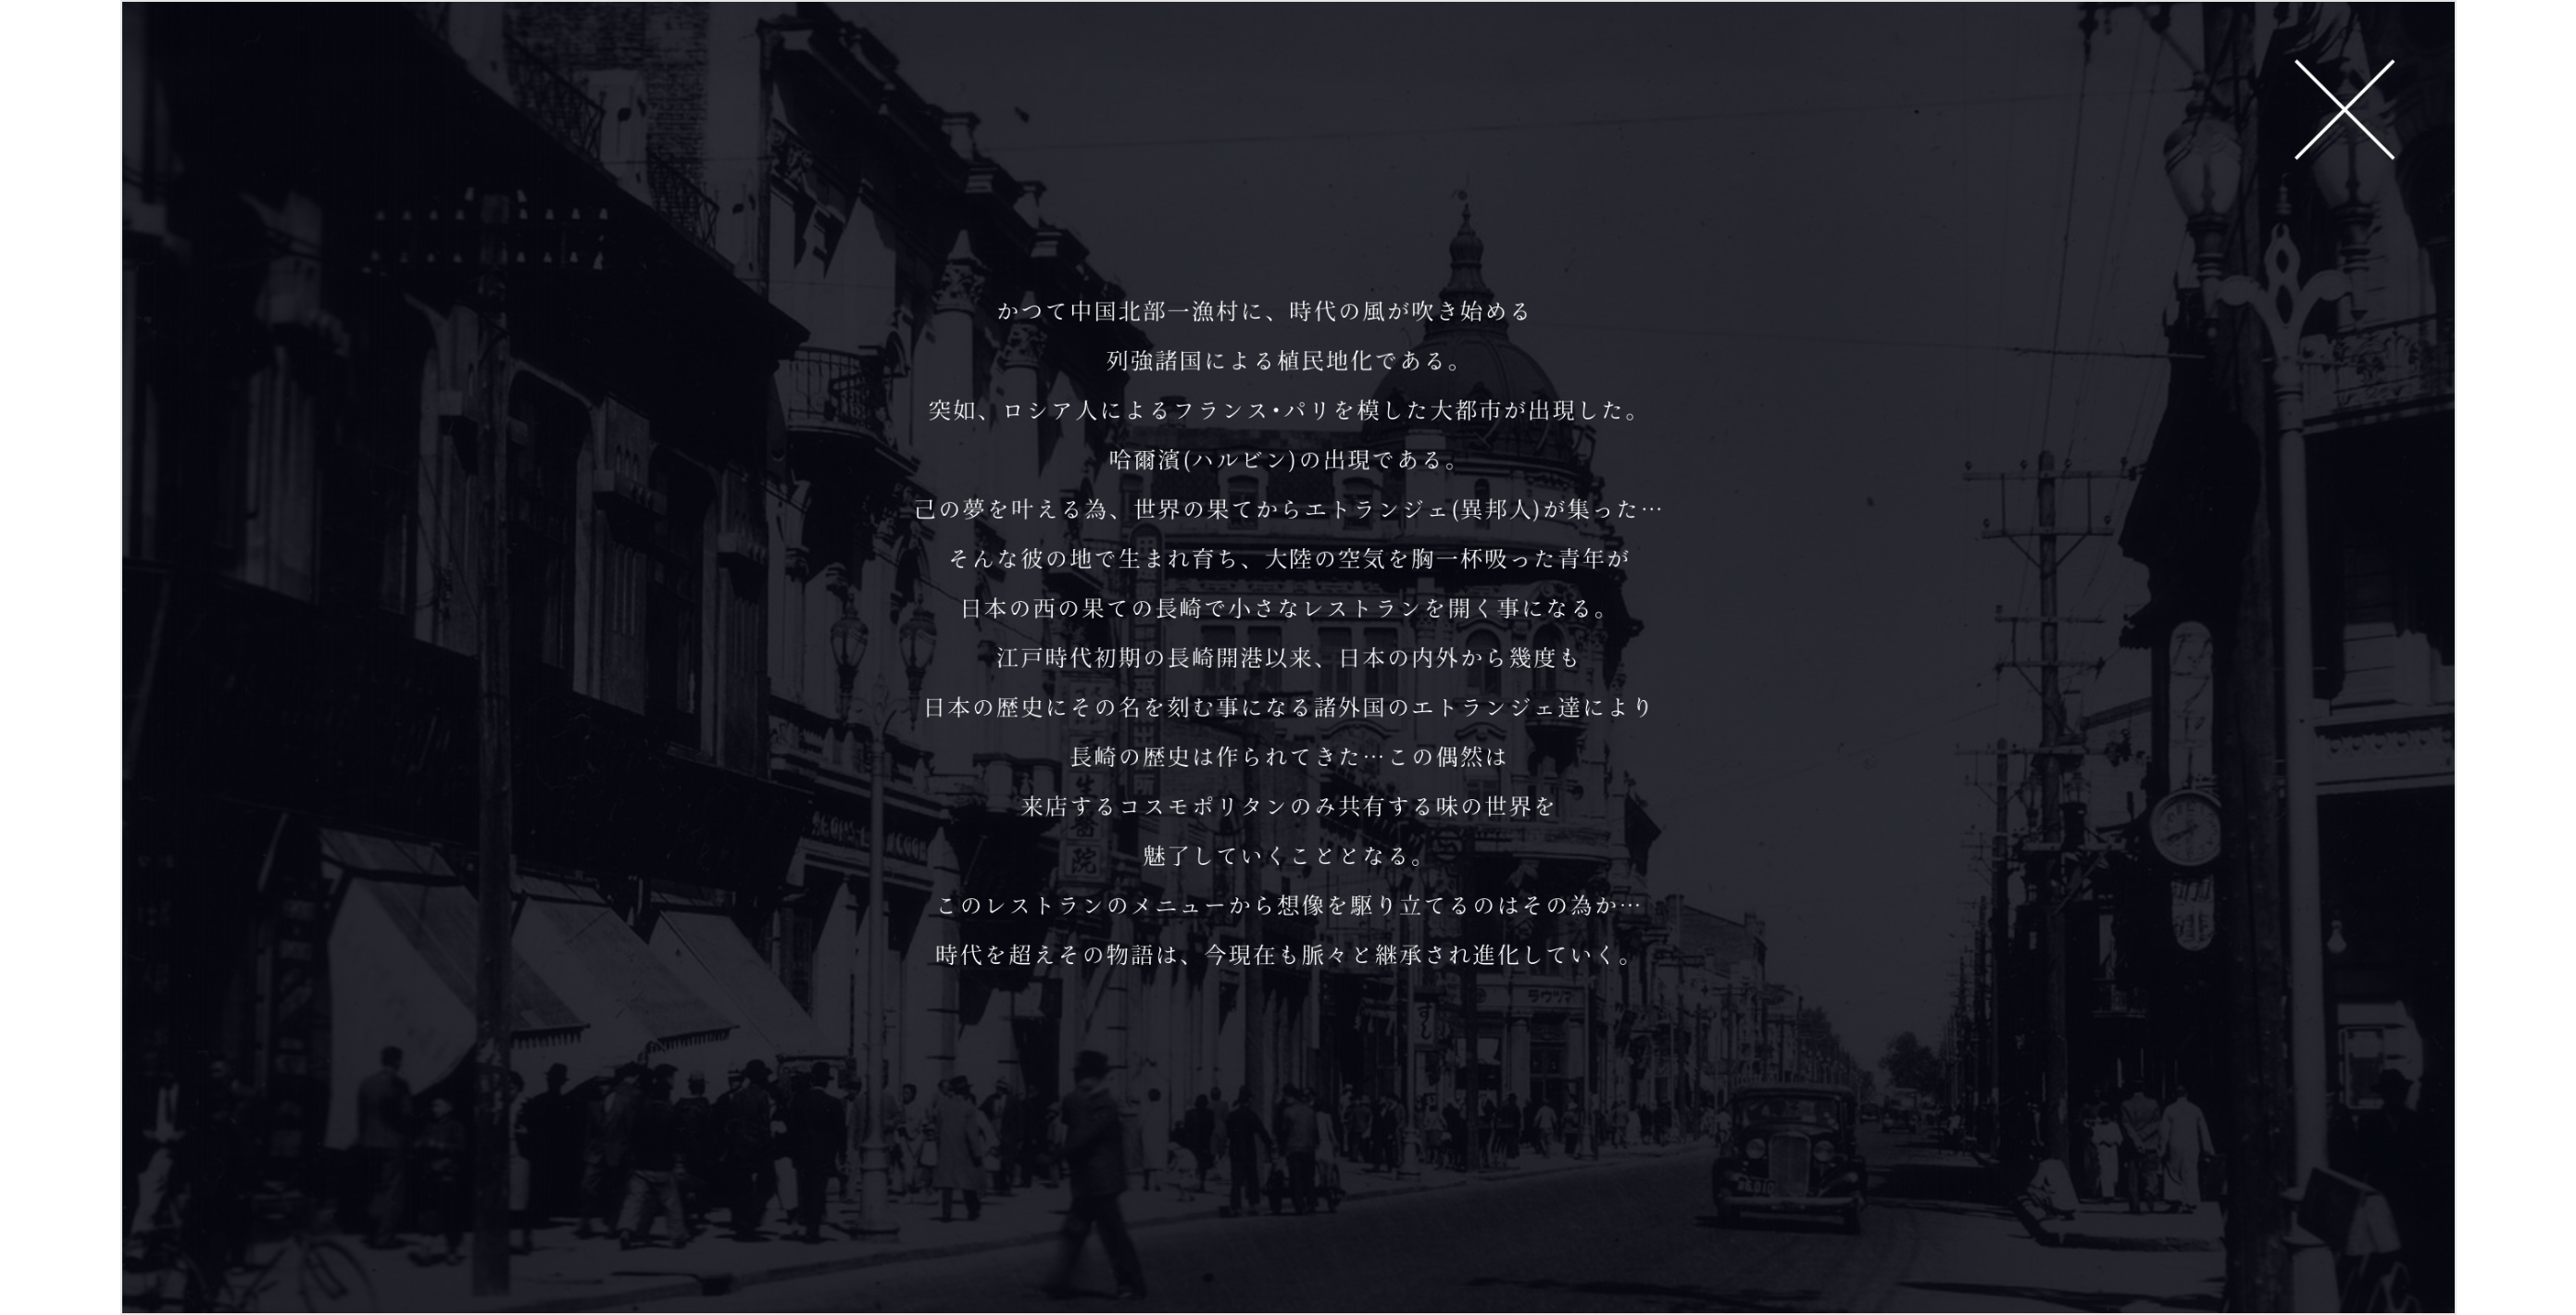 かつて中国北部一漁村に、時代の風が吹き始める
列強諸国による植民地化である。
突如、ロシア人によるフランス・パリを模した大都市が出現した。
哈爾濱(ハルビン)の出現である。
己の夢を叶える為、世界の果てからエトランジェ(異邦人)が集った…
そんな彼の地で生まれ育ち、大陸の空気を胸一杯吸った青年が
日本の西の果ての長崎で小さなレストランを開く事になる。
江戸時代初期の長崎開港以来、日本の内外から幾度も
日本の歴史にその名を刻む事になる諸外国のエトランジェ達により
長崎の歴史は作られてきた…この偶然は
来店するコスモポリタンのみ共有する味の世界を
魅了していくこととなる。
このレストランのメニューから想像を駆り立てるのはその為か…
時代を超えその物語は、今現在も脈々と継承され進化していく。